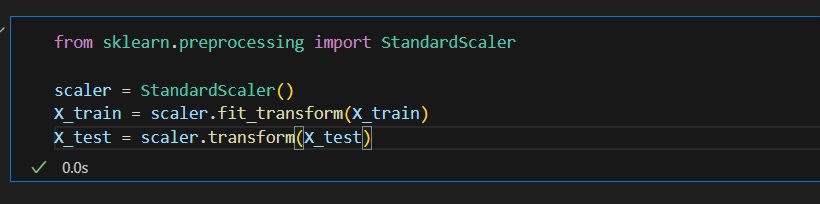 from sklearn.preprocessing import StandardScaler
scaler = StandardScaler()
X_train = scaler.fit_transform(X_train)
X_test = scaler.transform(X_test)
0.0s